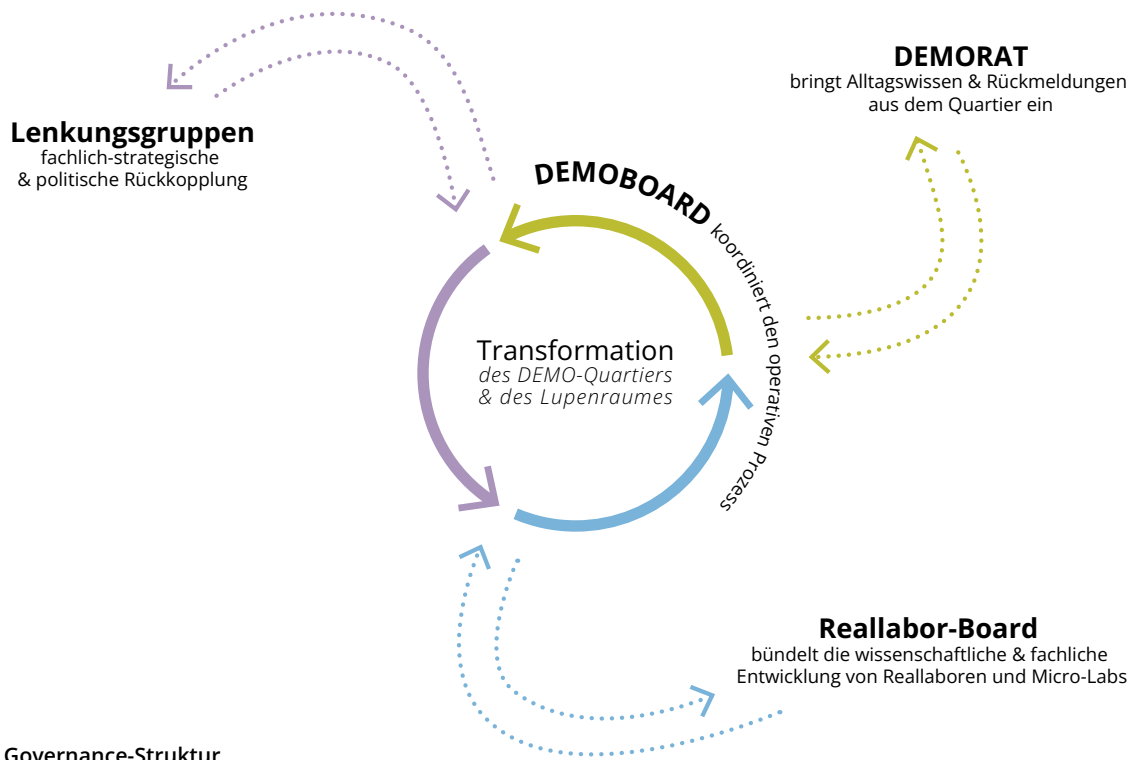 DEMORAT
bringt Alltagswissen & Rückmeldungen
aus dem Quartier ein
Lenkungsgruppen
fachlich-strategische
& politische Rückkopplung
DEMOBOARD koordiniert den operativen Prozess
Transformation
des DEMO-Quartiers
& des Lupenraumes
Reallabor-Board
bündelt die wissenschaftliche & fachliche
Entwicklung von Reallaboren und Micro-Labs
Governance-Struktur